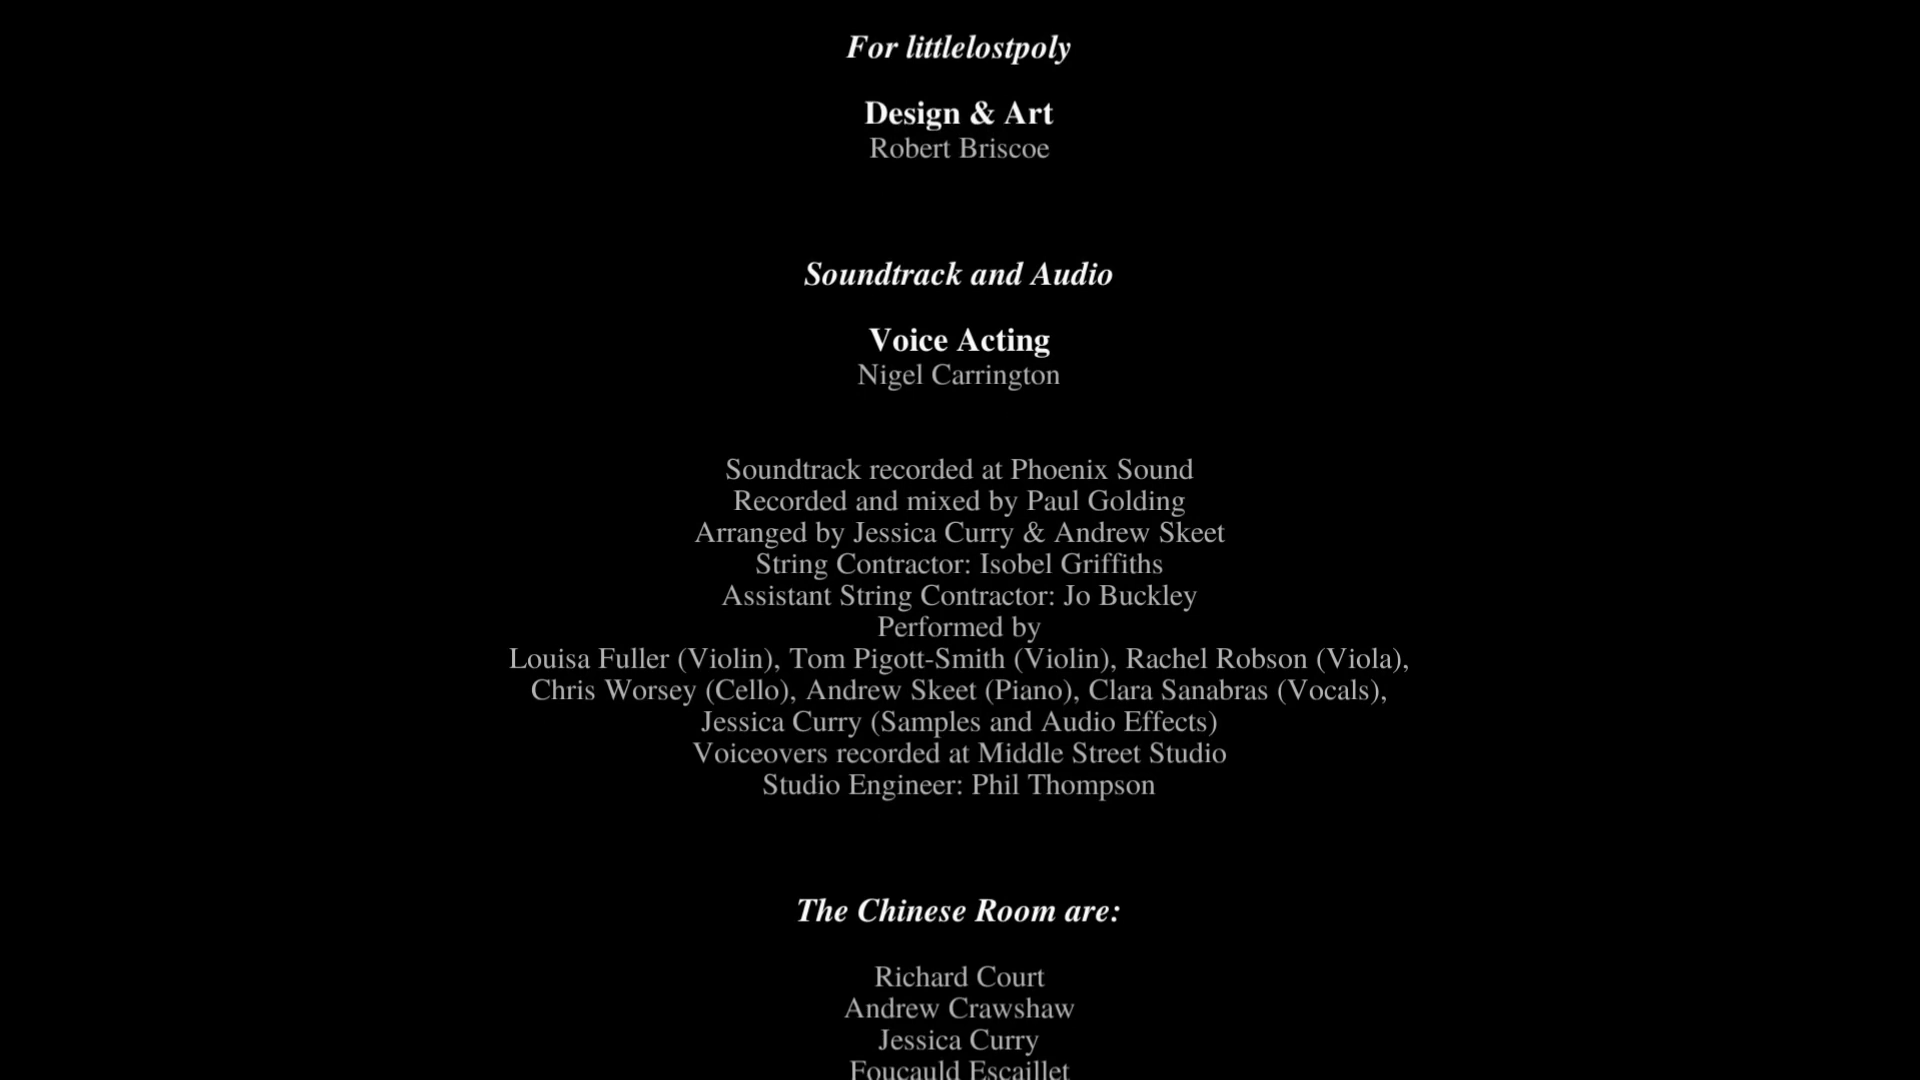 For littlelostpoly
Design & Art
Robert Briscoe
Soundtrack and Audio
Voice Acting
Nigel Carrington
Soundtrack recorded at Phoenix Sound
Recorded and mixed by Paul Golding
Arranged by Jessica Curry & Andrew Skeet
String Contractor: Isobel Griffiths
Assistant String Contractor: Jo Buckley
Performed by
Louisa Fuller (Violin), Tom Pigott-Smith (Violin), Rachel Robson (Viola),
Chris Worsey (Cello), Andrew Skeet (Piano), Clara Sanabras (Vocals),
Jessica Curry (Samples and Audio Effects)
Voiceovers recorded at Middle Street Studio
Studio Engineer: Phil Thompson
The Chinese Room are:
Richard Court
Andrew Crawshaw
Jessica Curry
Foucauld Escaillet